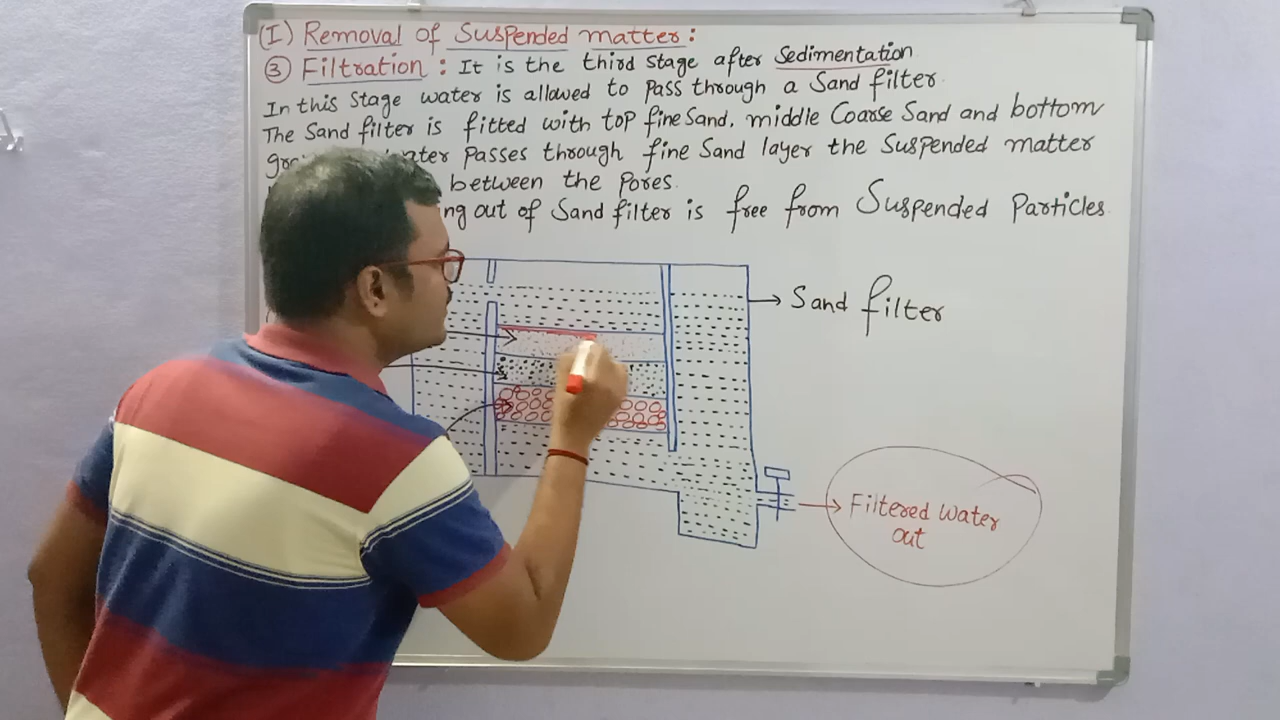 (I) Removal of Suspended matter:
③ Filtration: It is the third stage after Sedimentation
In this Stage water is allowed to pass through a Sand filter.
The Sand filter is fitted with top fine Sand, middle Coarse Sand and bottom
passes through fine Sand layer the Suspended matter
between the Pores.
out of Sand filter is free from Suspended Particles.
Sand filter
Filtered water
out